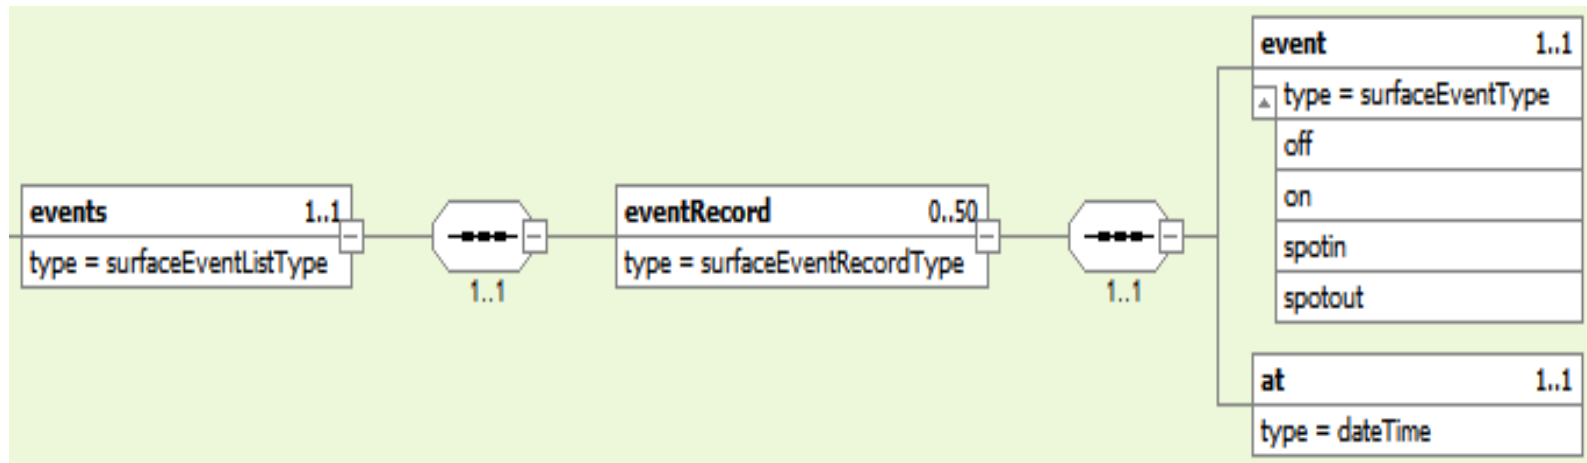 events 1..1
type = surfaceEventListType
1..1
eventRecord 0..50
type = surfaceEventRecordType
1..1
event 1..1
type = surfaceEventType
off
on
spotin
spotout
at 1..1
type = dateTime